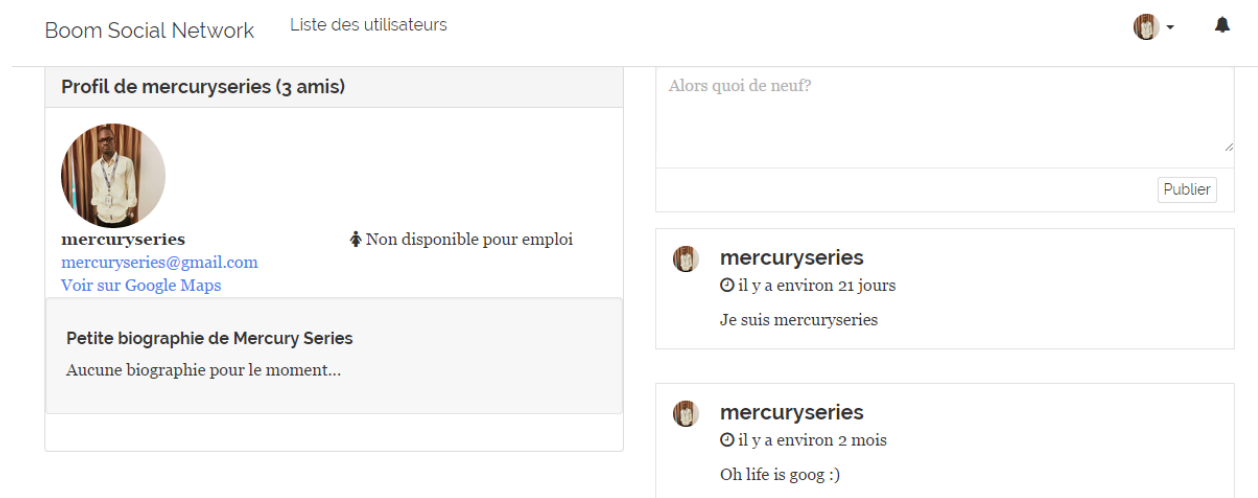 Boom Social Network
Liste des utilisateurs
Profil de mercuryseries (3 amis)
mercuryseries
Non disponible pour emploi
mercuryseries@gmail.com
Voir sur Google Maps
Petite biographie de Mercury Series
Aucune biographie pour le moment...
Alors quoi de neuf?
Publier
mercuryseries
il y a environ 21 jours
Je suis mercuryseries
mercuryseries
il y a environ 2 mois
Oh life is goog :)